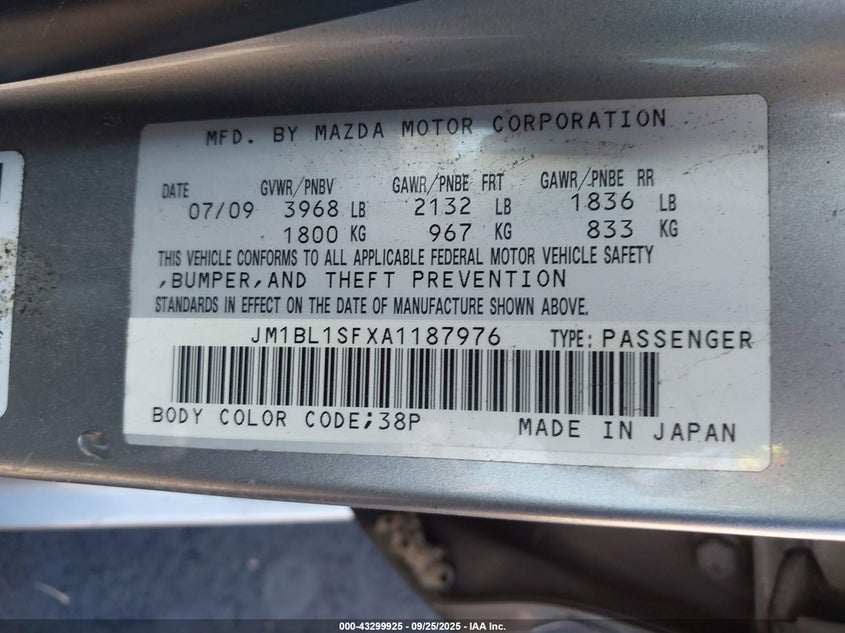 MFD. BY MAZDA MOTOR CORPORATION
DATE GVWR/PNBV GAWR/PNBE FRT GAWR/PNBE RR
07/09 3968 LB 2132 LB 1836 LB
1800 KG 967 KG 833 KG
THIS VEHICLE CONFORMS TO ALL APPLICABLE FEDERAL MOTOR VEHICLE SAFETY
,BUMPER,AND THEFT PREVENTION
STANDARDS IN EFFECT ON THE DATE OF MANUFACTURE SHOWN ABOVE.
JM1BL1SFXA1187976 TYPE: PASSENGER
BODY COLOR CODE;38P MADE IN JAPAN
000-43299925 - 09/25/2025 - IAA Inc.